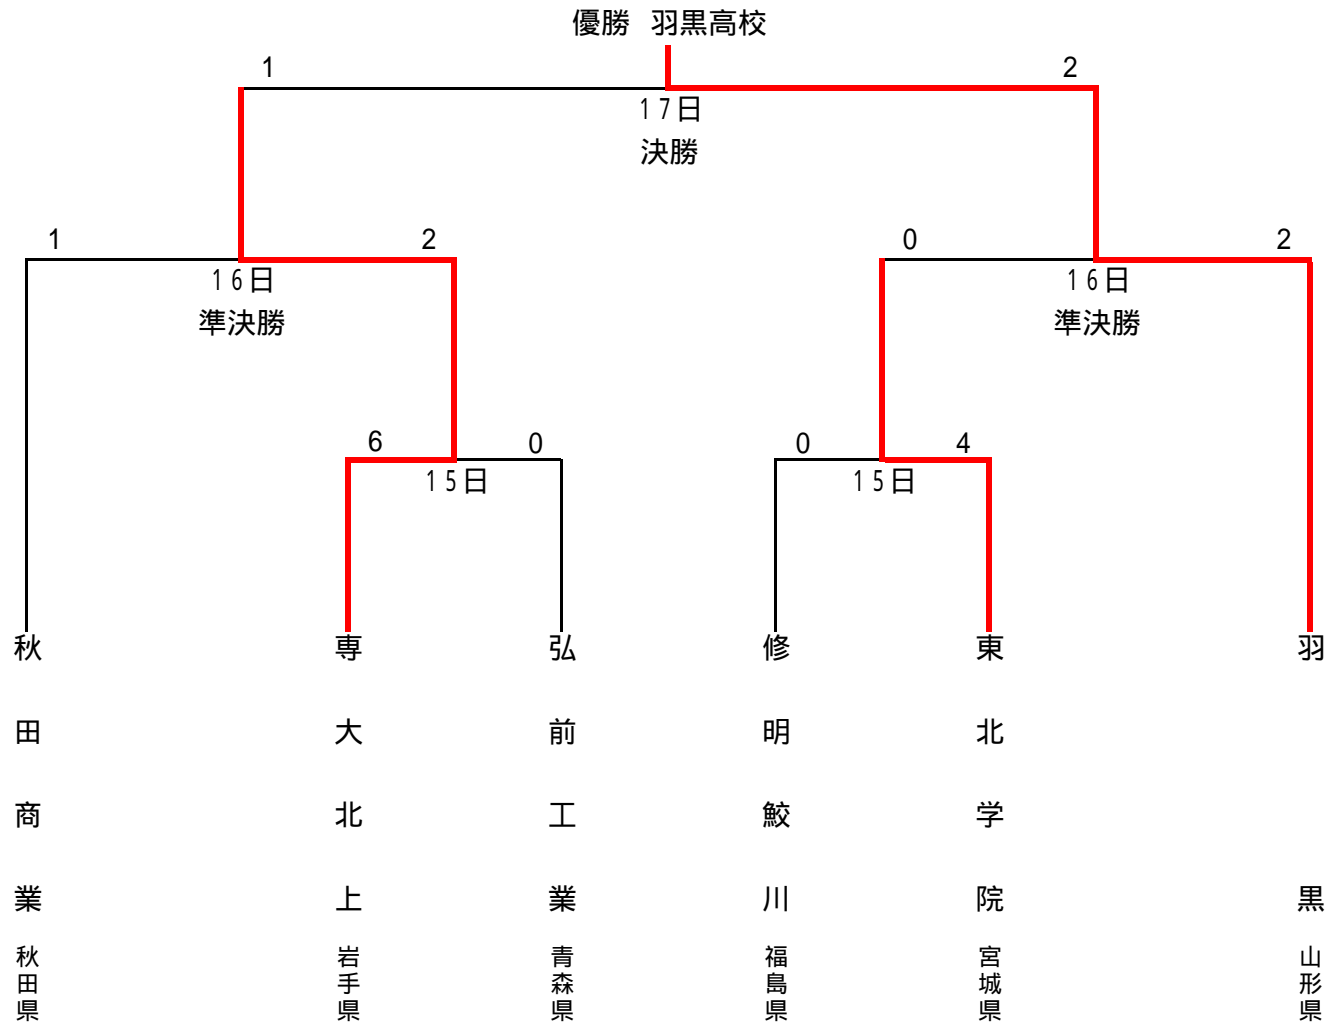 優勝　羽黒高校
1
2
17日
決勝
1
2
0
2
16日
16日
準決勝
準決勝
6
0
0
4
15日
15日
秋田商業
秋田県
専大北上
岩手県
弘前工業
青森県
修明鮫川
福島県
東北学院
宮城県
羽黒
山形県